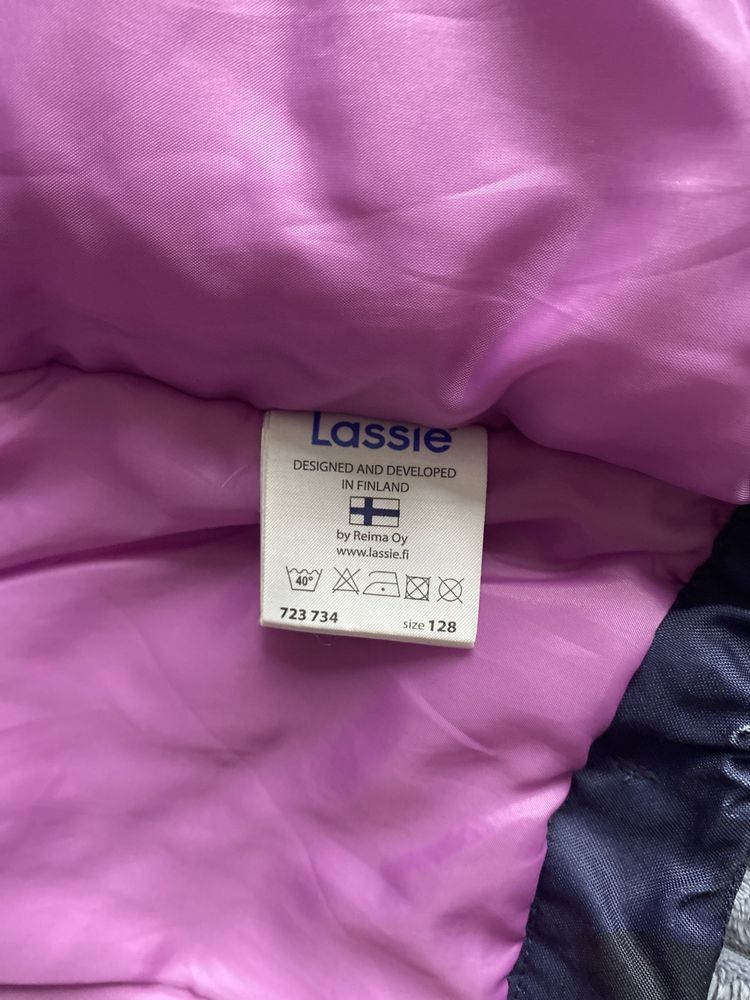 Lassie
DESIGNED AND DEVELOPED
IN FINLAND
by Reima Oy
www.lassie.fi
40°
723 734 size 128